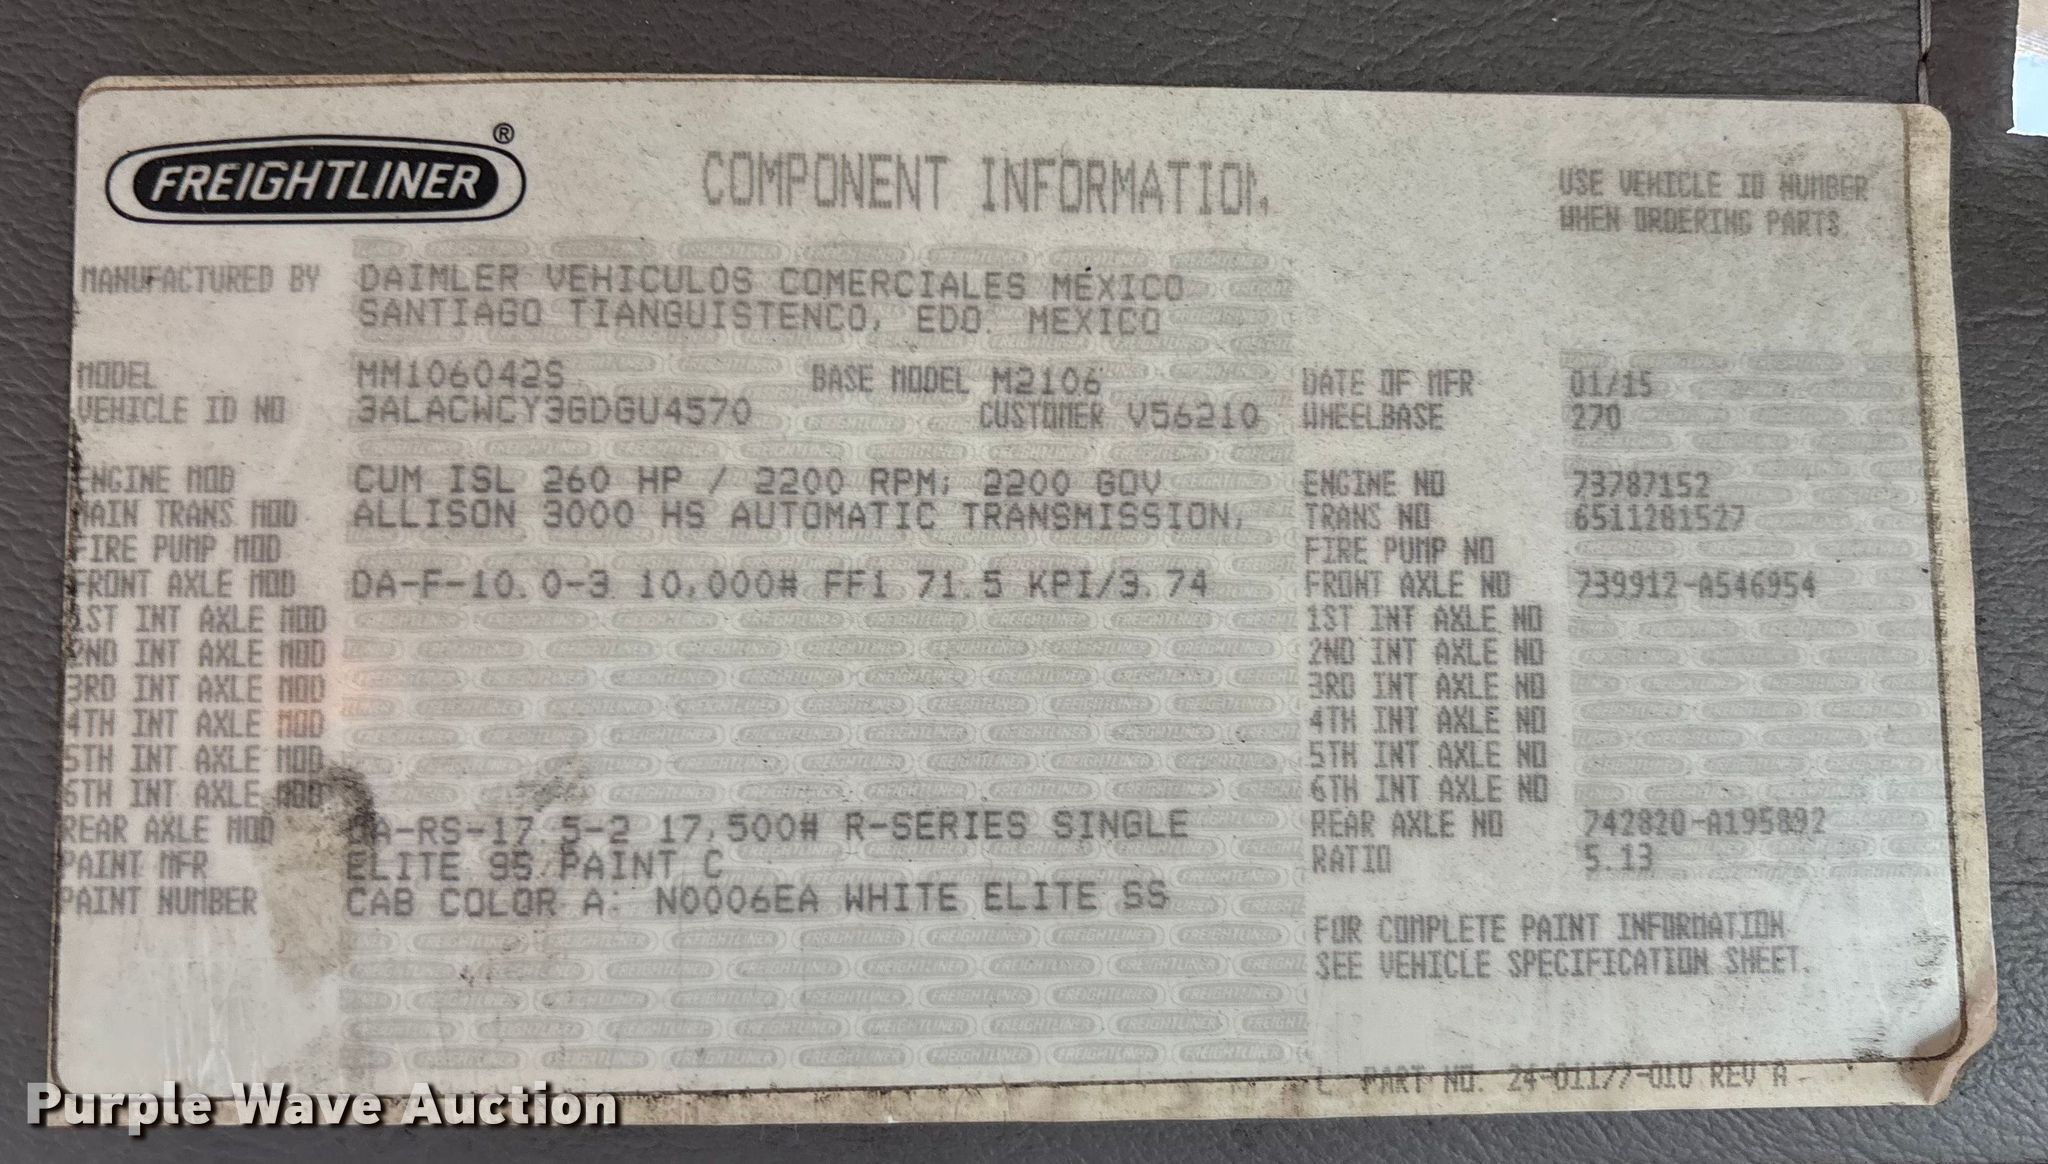 FREIGHTLINER ®
COMPONENT INFORMATION
USE VEHICLE ID NUMBER
WHEN ORDERING PARTS.
MANUFACTURED BY DAIMLER VEHICULOS COMERCIALES MEXICO
SANTIAGO TIANGUISTENCO, EDO. MEXICO
MODEL MM106042S BASE MODEL M2106 DATE OF MFR 01/15
VEHICLE ID NO 3ALACWCY3GDGU4570 CUSTOMER V56210 WHEELBASE 270
ENGINE MOD CUM ISL 260 HP / 2200 RPM; 2200 GOV ENGINE NO 73787152
MAIN TRANS MOD ALLISON 3000 HS AUTOMATIC TRANSMISSION, TRANS NO 6511281527
FIRE PUMP MOD FIRE PUMP NO
FRONT AXLE MOD DA-F-10.0-3 10,000# FF1 71.5 KPI/3.74 FRONT AXLE NO 739912-A546954
1ST INT AXLE MOD 1ST INT AXLE NO
2ND INT AXLE MOD 2ND INT AXLE NO
3RD INT AXLE MOD 3RD INT AXLE NO
4TH INT AXLE MOD 4TH INT AXLE NO
5TH INT AXLE MOD 5TH INT AXLE NO
6TH INT AXLE MOD 6TH INT AXLE NO
REAR AXLE MOD DA-RS-17.5-2 17,500# R-SERIES SINGLE REAR AXLE NO 742820-A195892
PAINT MFR ELITE 95 PAINT C RATIO 5.13
PAINT NUMBER CAB COLOR A: N0006EA WHITE ELITE SS
FOR COMPLETE PAINT INFORMATION
SEE VEHICLE SPECIFICATION SHEET.
PART NO. 24-01177-010 REV A
Purple Wave Auction